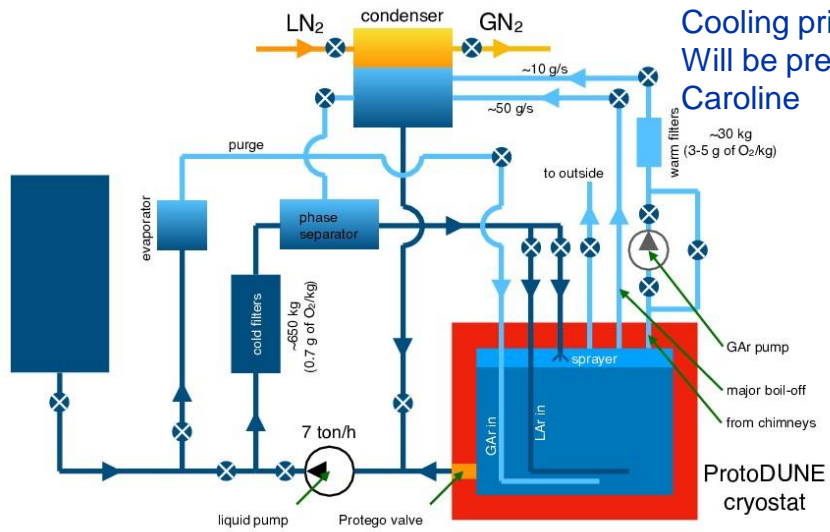 LN₂
condenser
GN₂
Cooling pri
Will be pre
Caroline
~10 g/s
~50 g/s
warm filters
~30 kg
(3-5 g of O₂/kg)
purge
to outside
evaporator
phase
separator
cold filters
~650 kg
(0.7 g of O₂/kg)
sprayer
GAr pump
major boil-off
from chimneys
GAr in
LAr in
7 ton/h
liquid pump
Protego valve
ProtoDUNE
cryostat